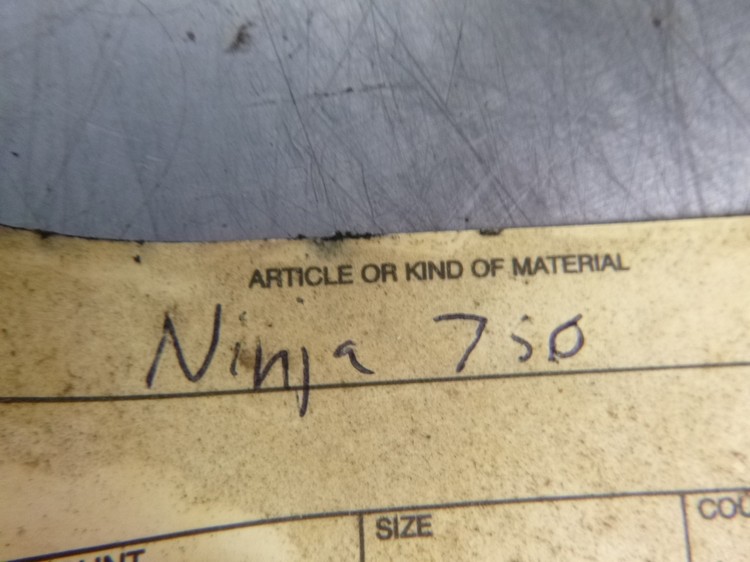 ARTICLE OR KIND OF MATERIAL
Ninja 750
SIZE